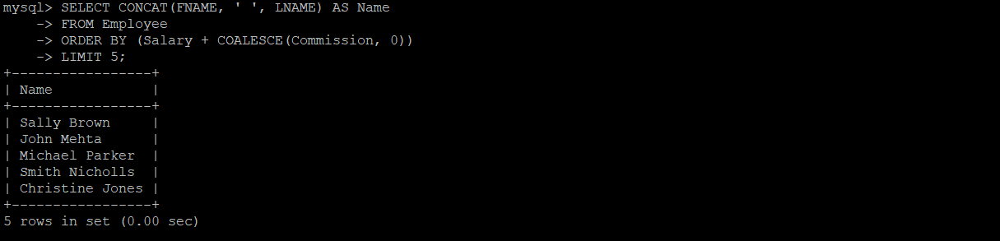 mysql> SELECT CONCAT(FNAME, ' ', LNAME) AS Name
    -> FROM Employee
    -> ORDER BY (Salary + COALESCE(Commission, 0))
    -> LIMIT 5;
+-----------------+
| Name            |
+-----------------+
| Sally Brown     |
| John Mehta      |
| Michael Parker  |
| Smith Nicholls  |
| Christine Jones |
+-----------------+
5 rows in set (0.00 sec)